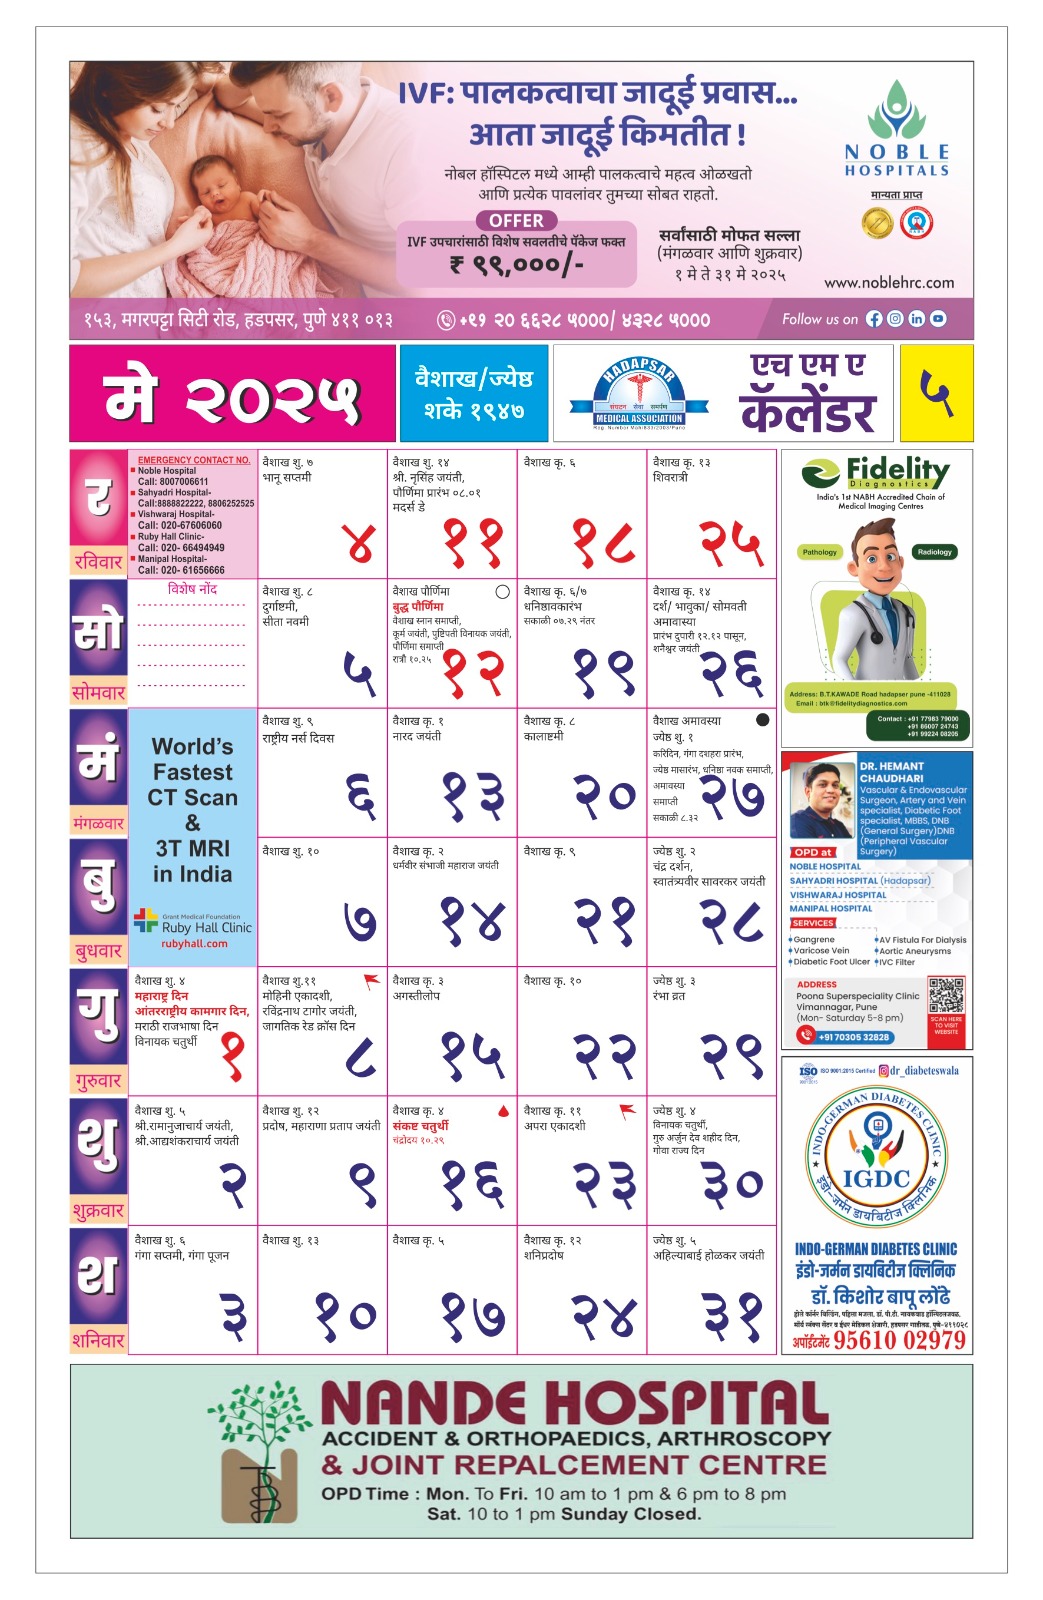 IVF: पालकत्वाचा जादूई प्रवास...
आता जादूई किमतीत !
नोबल हॉस्पिटल मध्ये आम्ही पालकत्वाचे महत्व ओळखतो
आणि प्रत्येक पावलांवर तुमच्या सोबत राहतो.
OFFER
IVF उपचारांसाठी विशेष सवलतीचे पॅकेज फक्त
₹ ९९,०००/-
सर्वांसाठी मोफत सल्ला
(मंगळवार आणि शुक्रवार)
१ मे ते ३१ मे २०२५
NOBLE
HOSPITALS
मान्यता प्राप्त
www.noblehrc.com
१५३, मगरपट्टा सिटी रोड, हडपसर, पुणे ४११ ०१३
+९१ २० ६६२८ ५०००/ ४३२८ ५०००
Follow us on
मे २०२५
वैशाख/ज्येष्ठ
शके १९४७
HADAPSAR
संघटन सेवा समर्पण
MEDICAL ASSOCIATION
Reg. Number Mah/833/2003/Pune
एच एम ए
कॅलेंडर
५
र
रविवार
EMERGENCY CONTACT NO.
Noble Hospital
Call: 8007006611
Sahyadri Hospital-
Call:8888822222, 8806252525
Vishwaraj Hospital-
Call: 020-67606060
Ruby Hall Clinic-
Call: 020- 66494949
Manipal Hospital-
Call: 020- 61656666
वैशाख शु. ७
भानू सप्तमी
४
वैशाख शु. १४
श्री. नृसिंह जयंती,
पौर्णिमा प्रारंभ ०८.०१
मदर्स डे
११
वैशाख कृ. ६
१८
वैशाख कृ. १३
शिवरात्री
२५
सो
सोमवार
विशेष नोंद
वैशाख शु. ८
दुर्गाष्टमी,
सीता नवमी
५
वैशाख पौर्णिमा
बुद्ध पौर्णिमा
वैशाख स्नान समाप्ती,
कूर्म जयंती, पुष्टिपती विनायक जयंती,
पौर्णिमा समाप्ती
रात्रौ १०.२५
१२
वैशाख कृ. ६/७
धनिष्ठावकारंभ
सकाळी ०७.२९ नंतर
१९
वैशाख कृ. १४
दर्श/ भावुका/ सोमवती
अमावास्या
प्रारंभ दुपारी १२.१२ पासून,
शनैश्वर जयंती
२६
मं
मंगळवार
World's
Fastest
CT Scan
&
3T MRI
in India
Grant Medical Foundation
Ruby Hall Clinic
rubyhall.com
वैशाख शु. ९
राष्ट्रीय नर्स दिवस
६
वैशाख कृ. १
नारद जयंती
१३
वैशाख कृ. ८
कालाष्टमी
२०
वैशाख अमावस्या
ज्येष्ठ शु. १
करिदिन, गंगा दशहरा प्रारंभ,
ज्येष्ठ मासारंभ, धनिष्ठा नवक समाप्ती,
अमावास्या
समाप्ती
सकाळी ८.३२
२७
बु
बुधवार
वैशाख शु. १०
७
वैशाख कृ. २
धर्मवीर संभाजी महाराज जयंती
१४
वैशाख कृ. ९
२१
ज्येष्ठ शु. २
चंद्र दर्शन,
स्वातंत्र्यवीर सावरकर जयंती
२८
गु
गुरुवार
वैशाख शु. ४
महाराष्ट्र दिन
आंतरराष्ट्रीय कामगार दिन,
मराठी राजभाषा दिन
विनायक चतुर्थी
१
वैशाख शु.११
मोहिनी एकादशी,
रविंद्रनाथ टागोर जयंती,
जागतिक रेड क्रॉस दिन
८
वैशाख कृ. ३
अगस्तीलोप
१५
वैशाख कृ. १०
२२
ज्येष्ठ शु. ३
रंभा व्रत
२९
शु
शुक्रवार
वैशाख शु. ५
श्री.रामानुजाचार्य जयंती,
श्री.आद्यशंकराचार्य जयंती
२
वैशाख शु. १२
प्रदोष, महाराणा प्रताप जयंती
९
वैशाख कृ. ४
संकष्ट चतुर्थी
चंद्रोदय १०.२९
१६
वैशाख कृ. ११
अपरा एकादशी
२३
ज्येष्ठ शु. ४
विनायक चतुर्थी,
गुरु अर्जुन देव शहीद दिन,
गोवा राज्य दिन
३०
श
शनिवार
वैशाख शु. ६
गंगा सप्तमी, गंगा पूजन
३
वैशाख शु. १३
१०
वैशाख कृ. ५
१७
वैशाख कृ. १२
शनिप्रदोष
२४
ज्येष्ठ शु. ५
अहिल्याबाई होळकर जयंती
३१
Fidelity
Diagnostics
India's 1st NABH Accredited Chain of
Medical Imaging Centres
Pathology
Radiology
Address: B.T.KAWADE Road hadapser pune -411028
Email : btk@fidelitydiagnostics.com
Contact : +91 77983 79000
+91 86007 24743
+91 99224 08205
DR. HEMANT
CHAUDHARI
Vascular & Endovascular
Surgeon, Artery and Vein
specialist, Diabetic Foot
specialist, MBBS, DNB
(General Surgery)DNB
(Peripheral Vascular
Surgery)
OPD at
NOBLE HOSPITAL
SAHYADRI HOSPITAL (Hadapsar)
VISHWARAJ HOSPITAL
MANIPAL HOSPITAL
SERVICES
Gangrene
Varicose Vein
Diabetic Foot Ulcer
AV Fistula For Dialysis
Aortic Aneurysms
IVC Filter
ADDRESS
Poona Superspeciality Clinic
Vimannagar, Pune
(Mon- Saturday 5-8 pm)
+91 70305 32828
SCAN HERE
TO VISIT
WEBSITE
ISO
9001:2015
ISO 9001:2015 Certified
dr_diabeteswala
INDO-GERMAN DIABETES CLINIC
IGDC
इंडो-जर्मन डायबिटीज क्लिनिक
INDO-GERMAN DIABETES CLINIC
इंडो-जर्मन डायबिटीज क्लिनिक
डॉ. किशोर बापू लोंढे
अपॉईंटमेंट 95610 02979
NANDE HOSPITAL
ACCIDENT & ORTHOPAEDICS, ARTHROSCOPY
& JOINT REPALCEMENT CENTRE
OPD Time : Mon. To Fri. 10 am to 1 pm & 6 pm to 8 pm
Sat. 10 to 1 pm Sunday Closed.